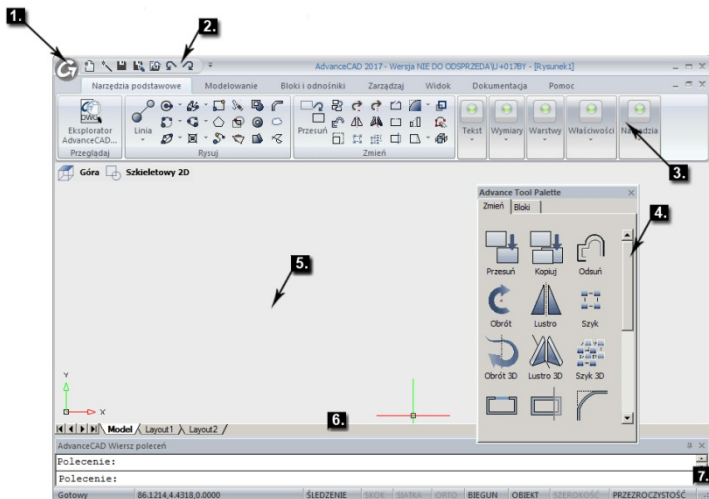 1.
2.
AdvanceCAD 2017 - Wersja NIE DO ODSPRZEDAŻ\U+017BY - [Rysunek1]
Narzędzia podstawowe Modelowanie Bloki i odnośniki Zarządzaj Widok Dokumentacja Pomoc
DWG
Eksplorator AdvanceCAD...
Linia
Przesuń
Tekst Wymiary Warstwy Właściwości
Przeglądaj Rysuj Zmień
3.
Góra Szkieletowy 2D
Advance Tool Palette
Zmień Bloki
4.
Przesuń Kopiuj Odsuń
5.
Obrót Lustro Szyk
Obrót 3D Lustro 3D Szyk 3D
Y
X
6.
Model Layout1 Layout2
AdvanceCAD Wiersz poleceń
Polecenie:
Polecenie:
7.
Gotowy 86.1214,4.4318,0.0000 ŚLEDZENIE SKOK SIATKA ORTO BIEGUN OBIEKT SZEROKOŚĆ PRZEZROCZYSTOŚĆ